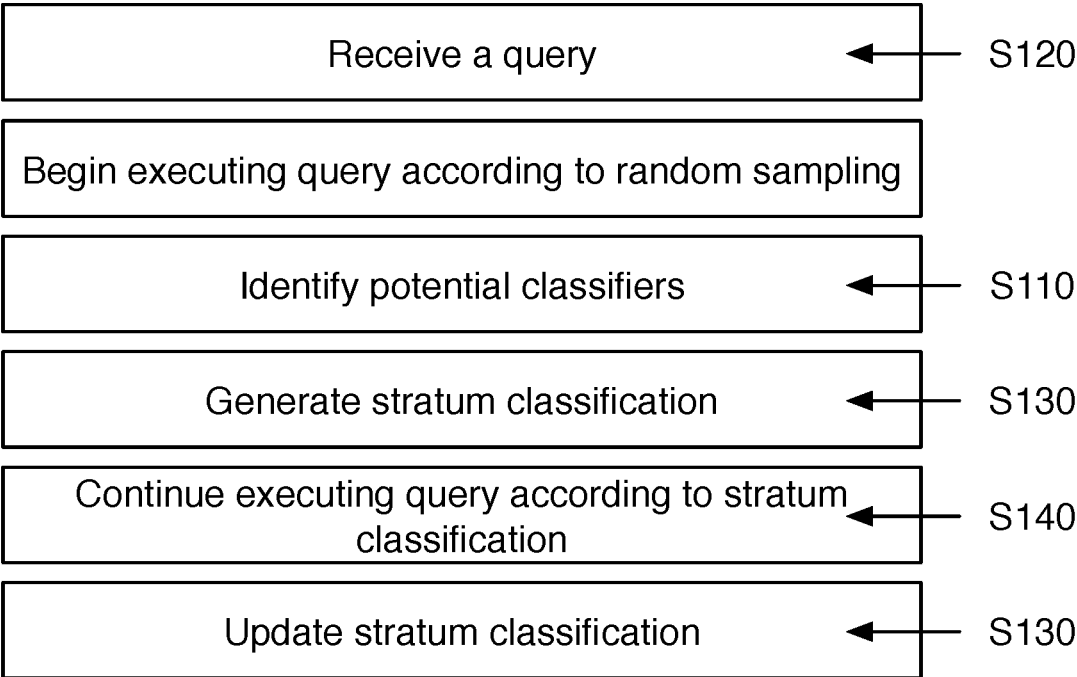 Receive a query
S120
Begin executing query according to random sampling
Identify potential classifiers
S110
Generate stratum classification
S130
Continue executing query according to stratum
classification
S140
Update stratum classification
S130